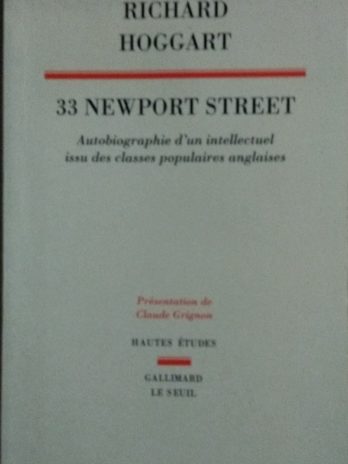 RICHARD
HOGGART
33 NEWPORT STREET
Autobiographie d'un intellectuel
issu des classes populaires anglaises
Présentation de
Claude Grignon
HAUTES ÉTUDES
GALLIMARD
LE SEUIL